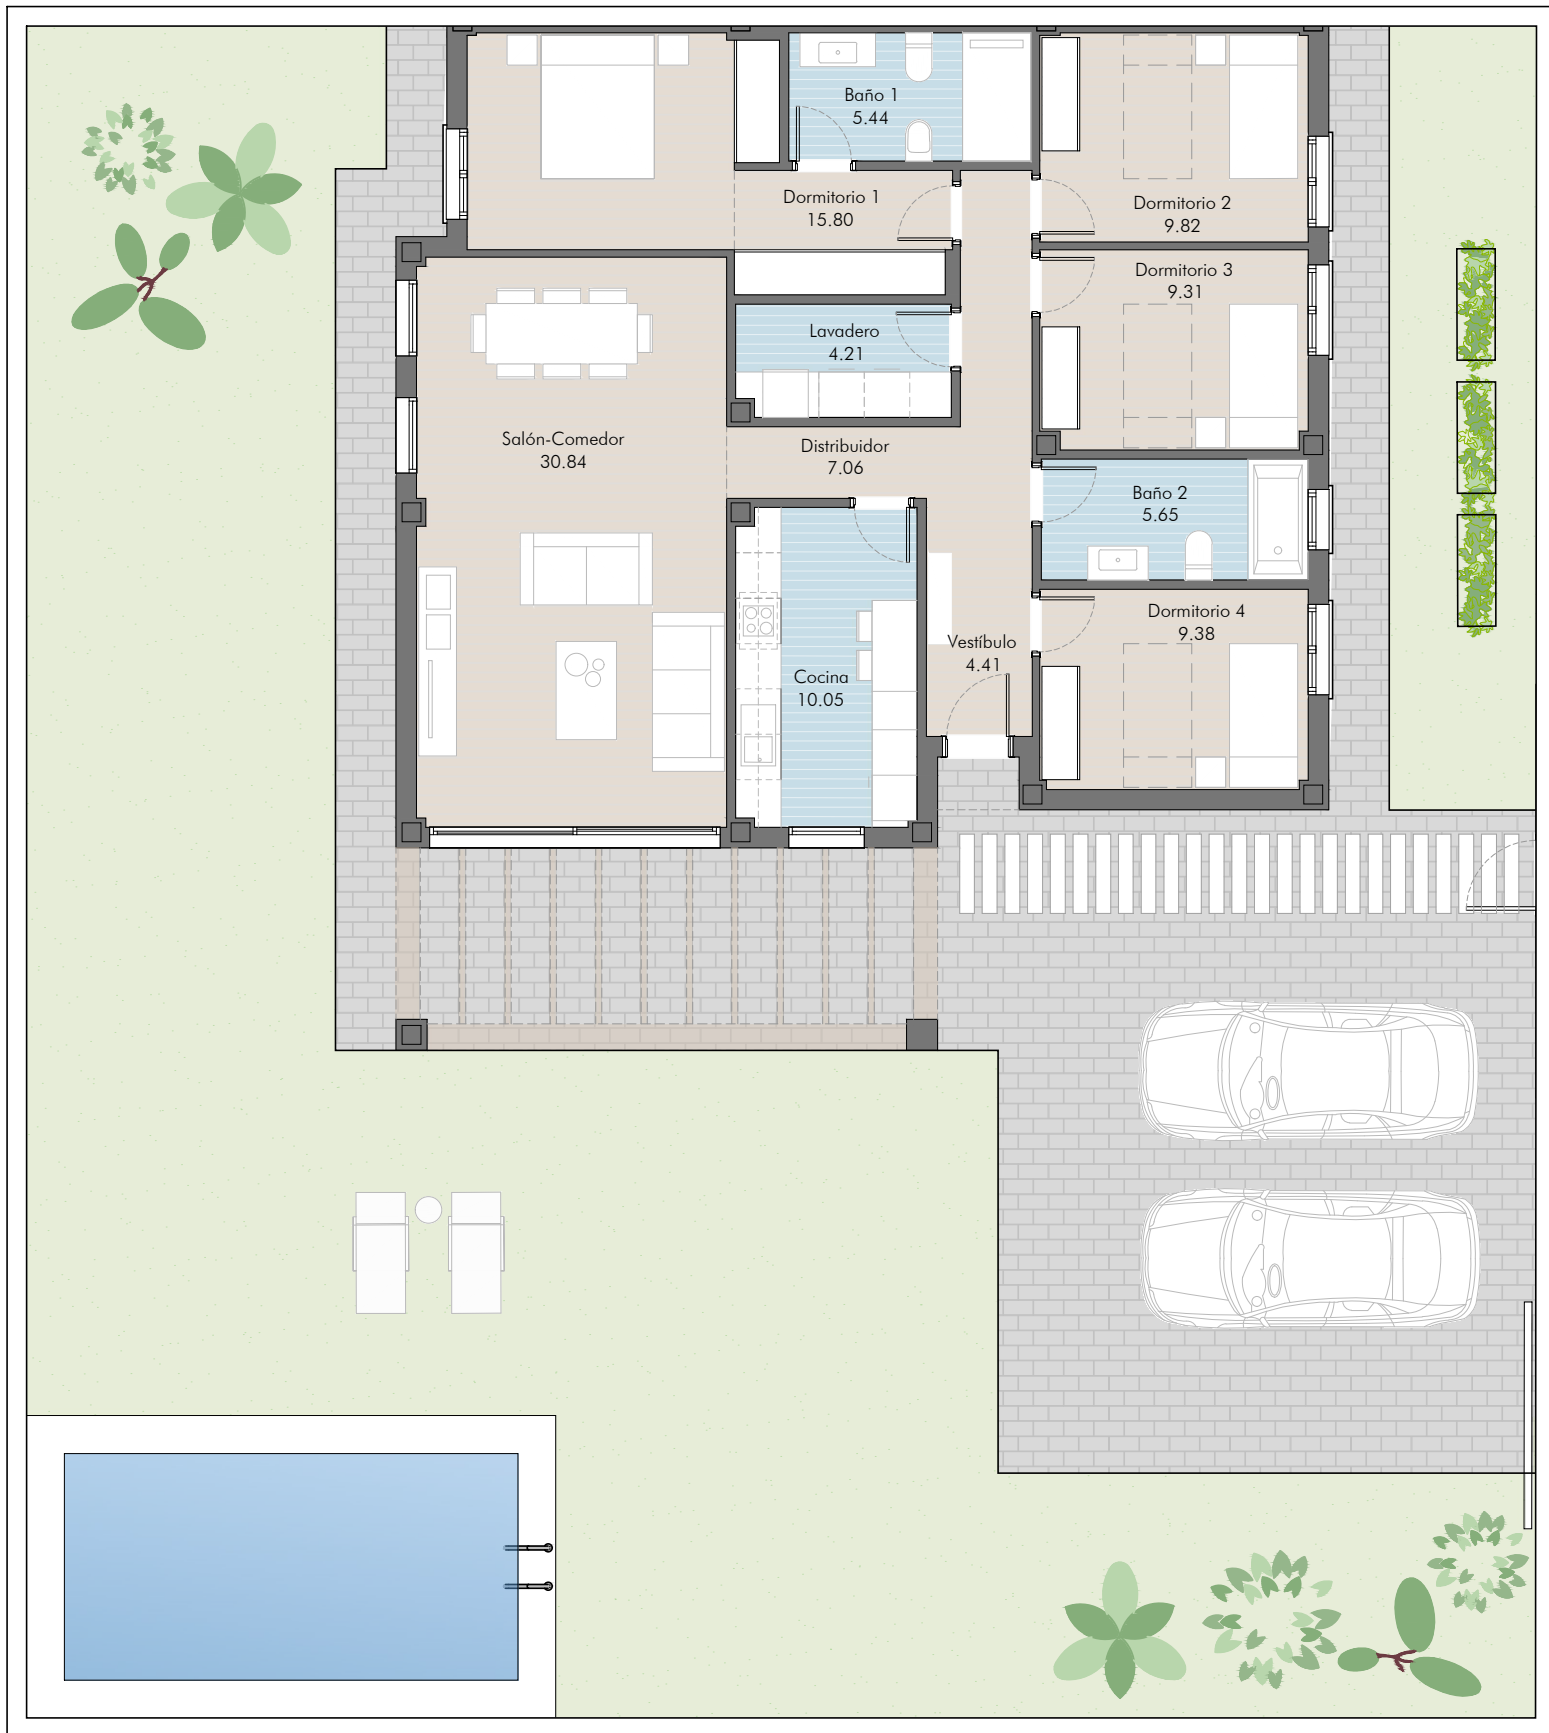 Baño 1
5.44
Dormitorio 1
15.80
Dormitorio 2
9.82
Dormitorio 3
9.31
Lavadero
4.21
Salón-Comedor
30.84
Distribuidor
7.06
Baño 2
5.65
Dormitorio 4
9.38
Vestíbulo
4.41
Cocina
10.05